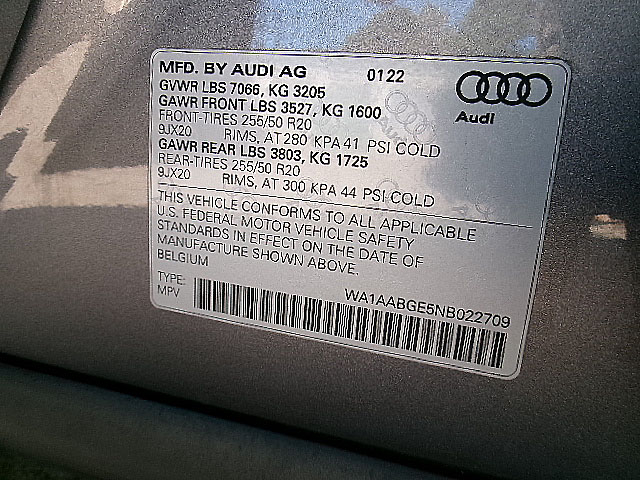 MFD. BY AUDI AG 0122
GVWR LBS 7066, KG 3205
GAWR FRONT LBS 3527, KG 1600
FRONT-TIRES 255/50 R20
9JX20 RIMS, AT 280 KPA 41 PSI COLD
GAWR REAR LBS 3803, KG 1725
REAR-TIRES 255/50 R20
9JX20 RIMS, AT 300 KPA 44 PSI COLD
Audi
THIS VEHICLE CONFORMS TO ALL APPLICABLE
U.S. FEDERAL MOTOR VEHICLE SAFETY
STANDARDS IN EFFECT ON THE DATE OF
MANUFACTURE SHOWN ABOVE.
BELGIUM
TYPE:
MPV WA1AABGE5NB022709